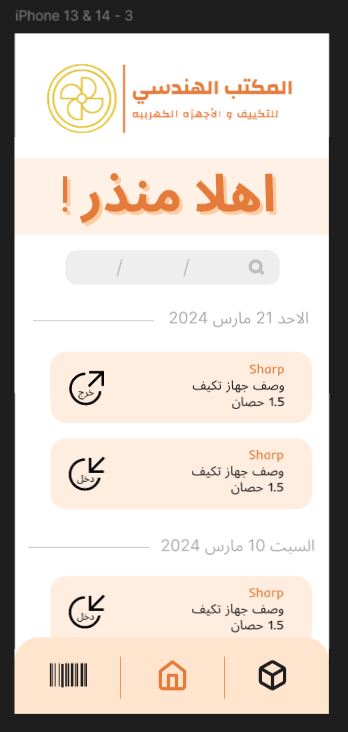 iPhone 13 & 14 - 3
المكتب الهندسي
للتكييف و الأجهزه الكهربيه
اهلا منذر !
/ /
الاحد 21 مارس 2024
Sharp
وصف جهاز تكيف
1.5 حصان
خرج
Sharp
وصف جهاز تكيف
1.5 حصان
دخل
السبت 10 مارس 2024
Sharp
وصف جهاز تكيف
1.5 حصان
دخل